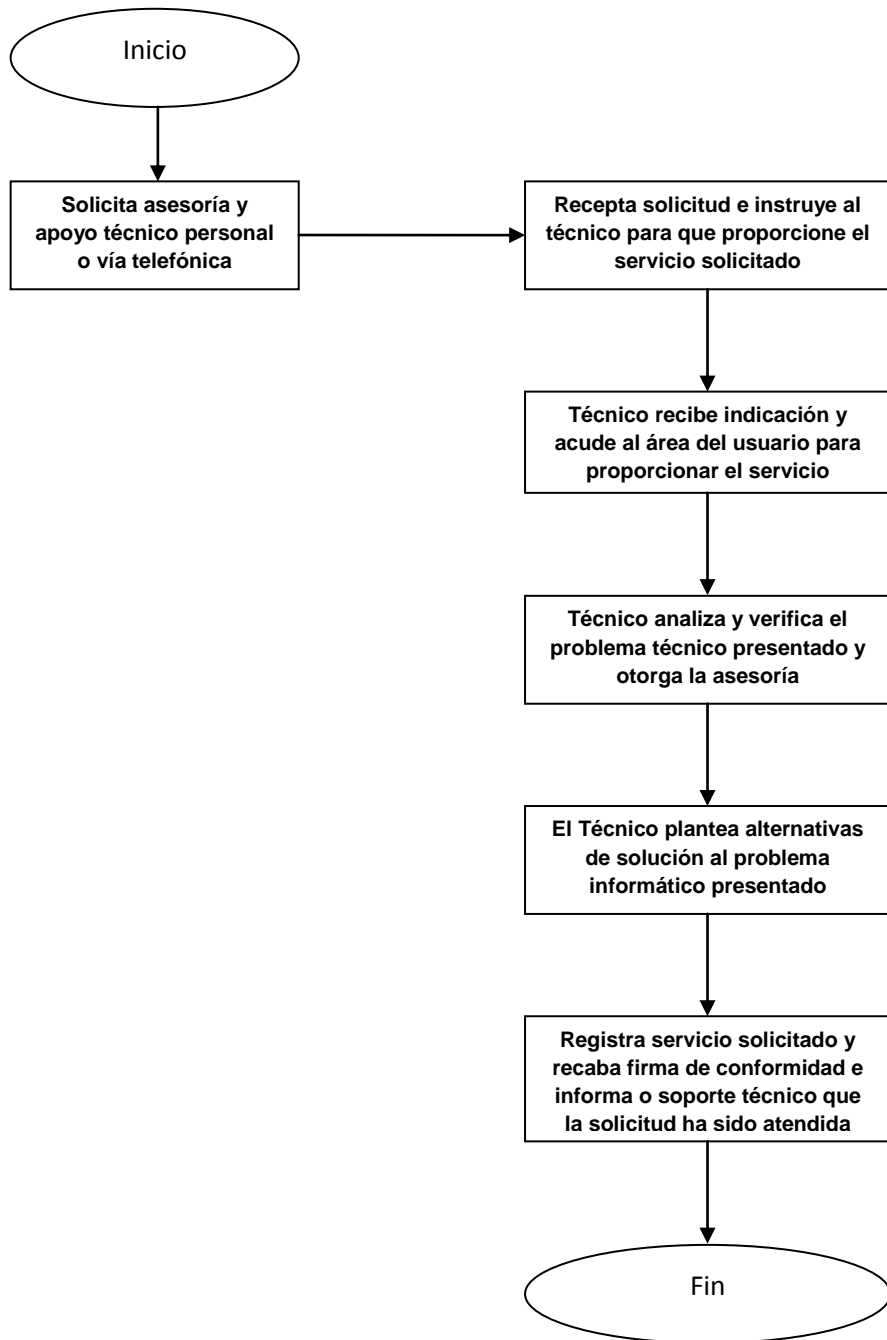 Inicio
Solicita asesoría y
apoyo técnico personal
o vía telefónica
Recepta solicitud e instruye al
técnico para que proporcione el
servicio solicitado
Técnico recibe indicación y
acude al área del usuario para
proporcionar el servicio
Técnico analiza y verifica el
problema técnico presentado y
otorga la asesoría
El Técnico plantea alternativas
de solución al problema
informático presentado
Registra servicio solicitado y
recaba firma de conformidad e
informa o soporte técnico que
la solicitud ha sido atendida
Fin